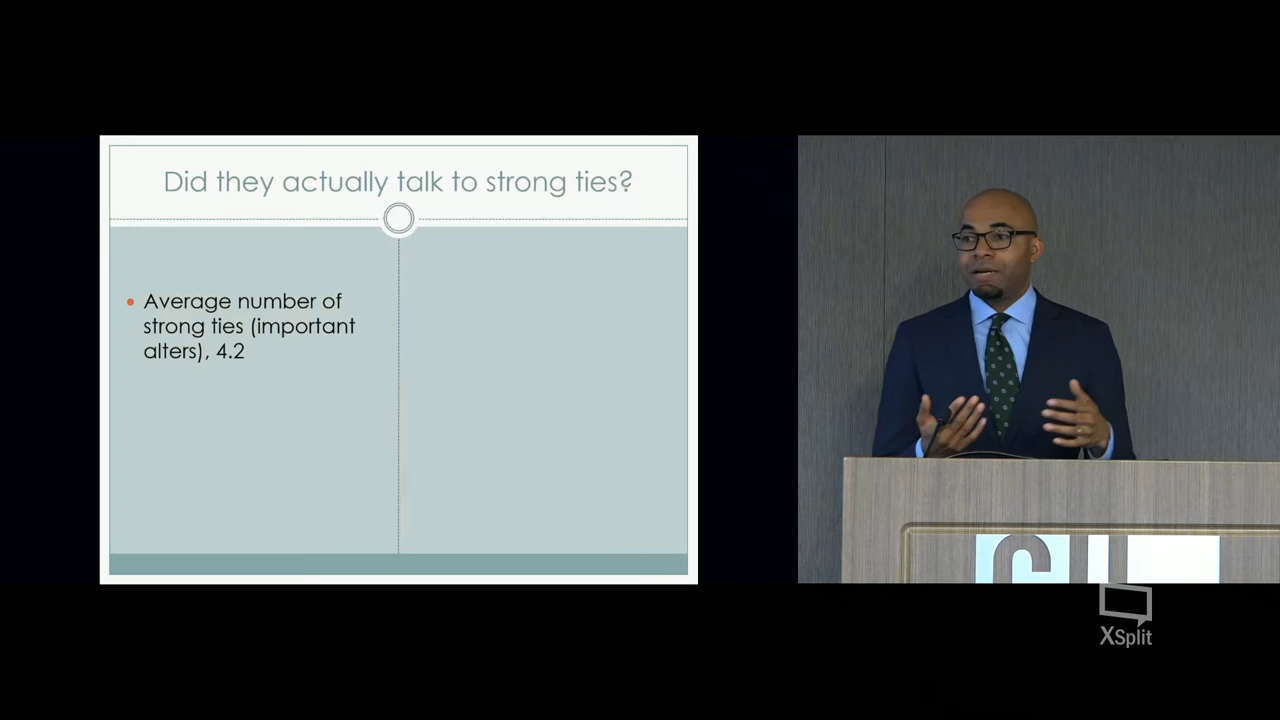 Did they actually talk to strong ties?
• Average number of
strong ties (important
alters), 4.2
XSplit